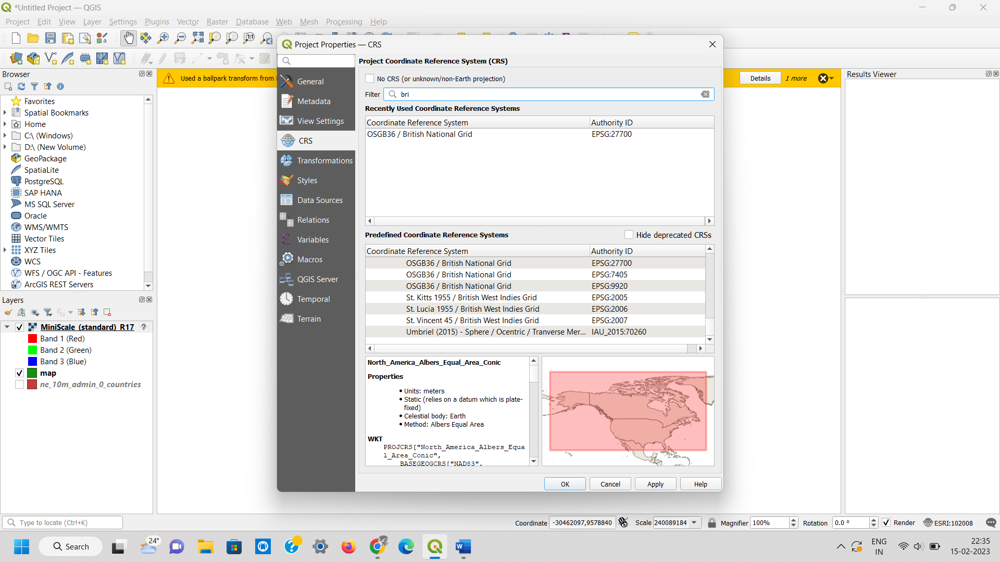 *Untitled Project — QGIS
Project Edit View Layer Settings Plugins Vector Raster Database Web Mesh Processing Help
Project Properties — CRS
Browser
Favorites
Spatial Bookmarks
Home
C:\ (Windows)
D:\ (New Volume)
GeoPackage
SpatiaLite
PostgreSQL
SAP HANA
MS SQL Server
Oracle
WMS/WMTS
Vector Tiles
XYZ Tiles
WCS
WFS / OGC API - Features
ArcGIS REST Servers
Layers
MiniScale_(standard)_R17
Band 1 (Red)
Band 2 (Green)
Band 3 (Blue)
map
ne_10m_admin_0_countries
Used a ballpark transform from
Details 1 more
Results Viewer
General
Metadata
View Settings
CRS
Transformations
Styles
Data Sources
Relations
Variables
Macros
QGIS Server
Temporal
Terrain
Project Coordinate Reference System (CRS)
No CRS (or unknown/non-Earth projection)
Filter bri
Recently Used Coordinate Reference Systems
Coordinate Reference System Authority ID
OSGB36 / British National Grid EPSG:27700
Predefined Coordinate Reference Systems Hide deprecated CRSs
Coordinate Reference System Authority ID
OSGB36 / British National Grid EPSG:27700
OSGB36 / British National Grid EPSG:7405
OSGB36 / British National Grid EPSG:9920
St. Kitts 1955 / British West Indies Grid EPSG:2005
St. Lucia 1955 / British West Indies Grid EPSG:2006
St. Vincent 45 / British West Indies Grid EPSG:2007
Umbriel (2015) - Sphere / Ocentric / Tranverse Mer... IAU_2015:70260
North_America_Albers_Equal_Area_Conic
Properties
• Units: meters
• Static (relies on a datum which is plate-
fixed)
• Celestial body: Earth
• Method: Albers Equal Area
WKT
PROJCRS["North_America_Albers_Equa
l_Area_Conic",
BASEGEOGCRS["NAD83",
OK Cancel Apply Help
Type to locate (Ctrl+K)
Coordinate -30462097,9578840 Scale 240089184 Magnifier 100% Rotation 0.0 ° Render ESRI:102008
24°
Search
ENG
IN
22:35
15-02-2023